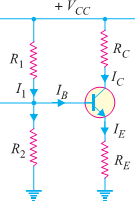 + V_CC
R_1
R_C
I_1
I_B
I_C
R_2
I_E
R_E